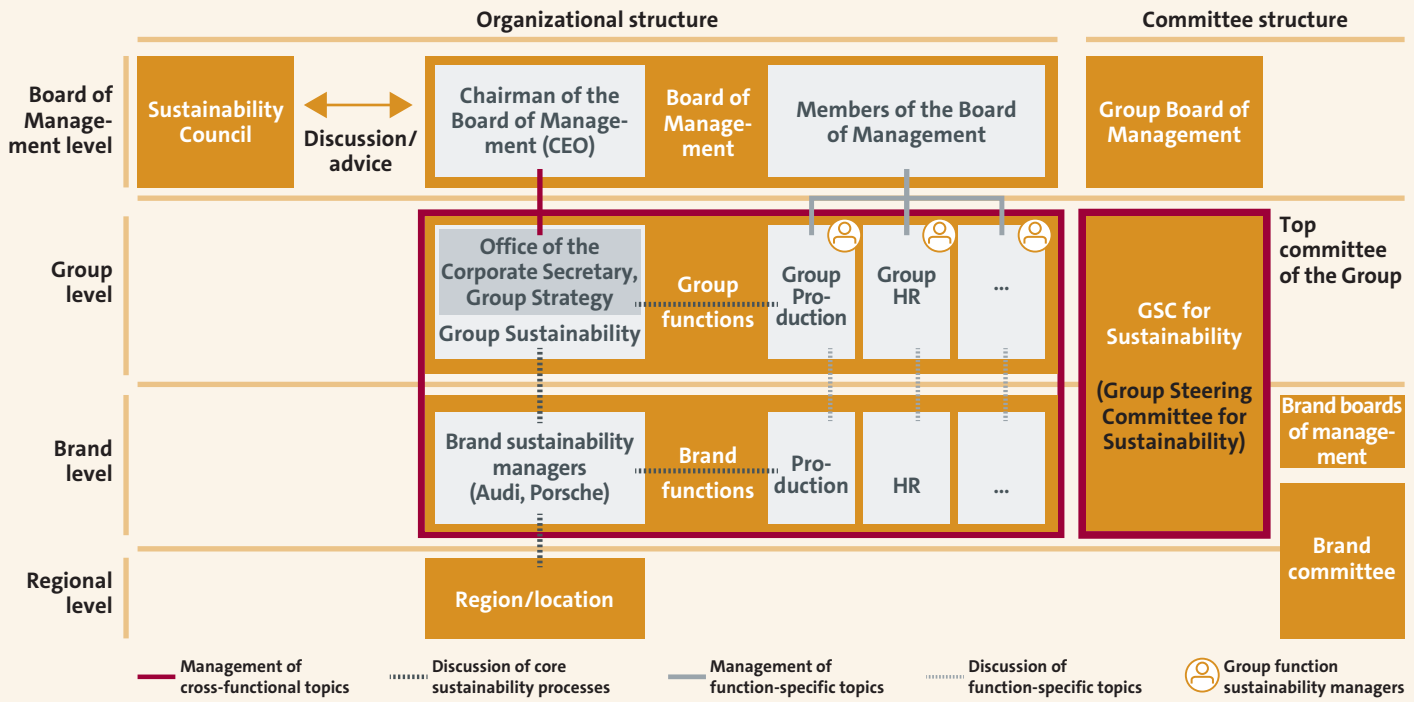 Organizational structure
Committee structure
Board of
Manage-
ment level
Sustainability
Council
Discussion/
advice
Chairman of the
Board of Manage-
ment (CEO)
Board of
Manage-
ment
Members of the Board
of Management
Group Board of
Management
Group
level
Office of the
Corporate Secretary,
Group Strategy
Group Sustainability
Group
functions
Group
Pro-
duction
Group
HR
...
GSC for
Sustainability
(Group Steering
Committee for
Sustainability)
Top
committee
of the Group
Brand
level
Brand sustainability
managers
(Audi, Porsche)
Brand
functions
Pro-
duction
HR
...
Brand boards
of manage-
ment
Brand
committee
Regional
level
Region/location
Management of
cross-functional topics
Discussion of core
sustainability processes
Management of
function-specific topics
Discussion of
function-specific topics
Group function
sustainability managers